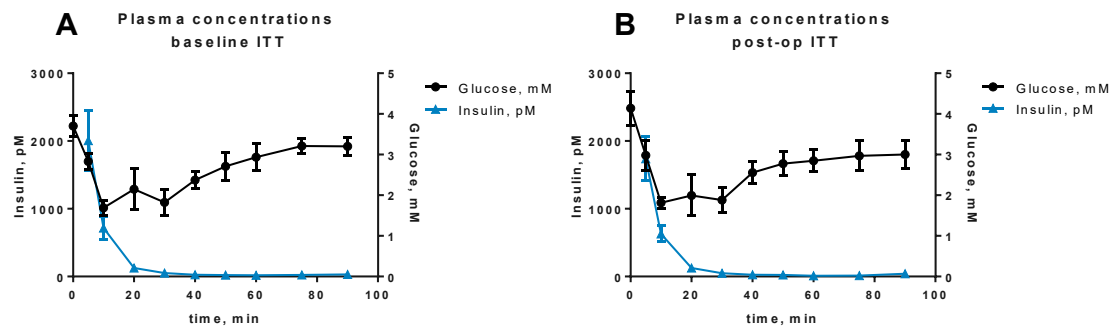 A
Plasma concentrations
baseline ITT
3000
2000
1000
0
Insulin, pM
5
4
3
2
1
0
Glucose, mM
0 20 40 60 80 100
time, min
Glucose, mM
Insulin, pM
B
Plasma concentrations
post-op ITT
3000
2000
1000
0
Insulin, pM
5
4
3
2
1
0
Glucose, mM
0 20 40 60 80 100
time, min
Glucose, mM
Insulin, pM